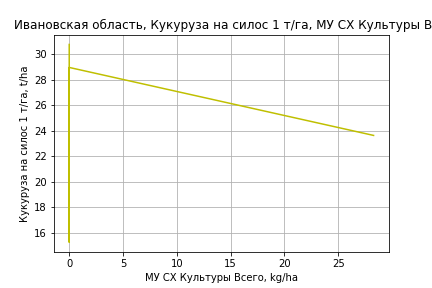 Ивановская область, Кукуруза на силос 1 т/га, МУ СХ Культуры В
30
28
26
24
22
20
18
16
Кукуруза на силос 1 т/га, t/ha
0 5 10 15 20 25
МУ СХ Культуры Всего, kg/ha